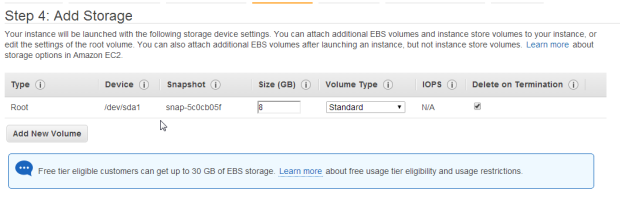 Step 4: Add Storage
Your instance will be launched with the following storage device settings. You can attach additional EBS volumes and instance store volumes to your instance, or
edit the settings of the root volume. You can also attach additional EBS volumes after launching an instance, but not instance store volumes. Learn more about
storage options in Amazon EC2.
Type i Device i Snapshot i Size (GB) i Volume Type i IOPS i Delete on Termination i
Root /dev/sda1 snap-5c0cb05f 8 Standard N/A
Add New Volume
Free tier eligible customers can get up to 30 GB of EBS storage. Learn more about free usage tier eligibility and usage restrictions.